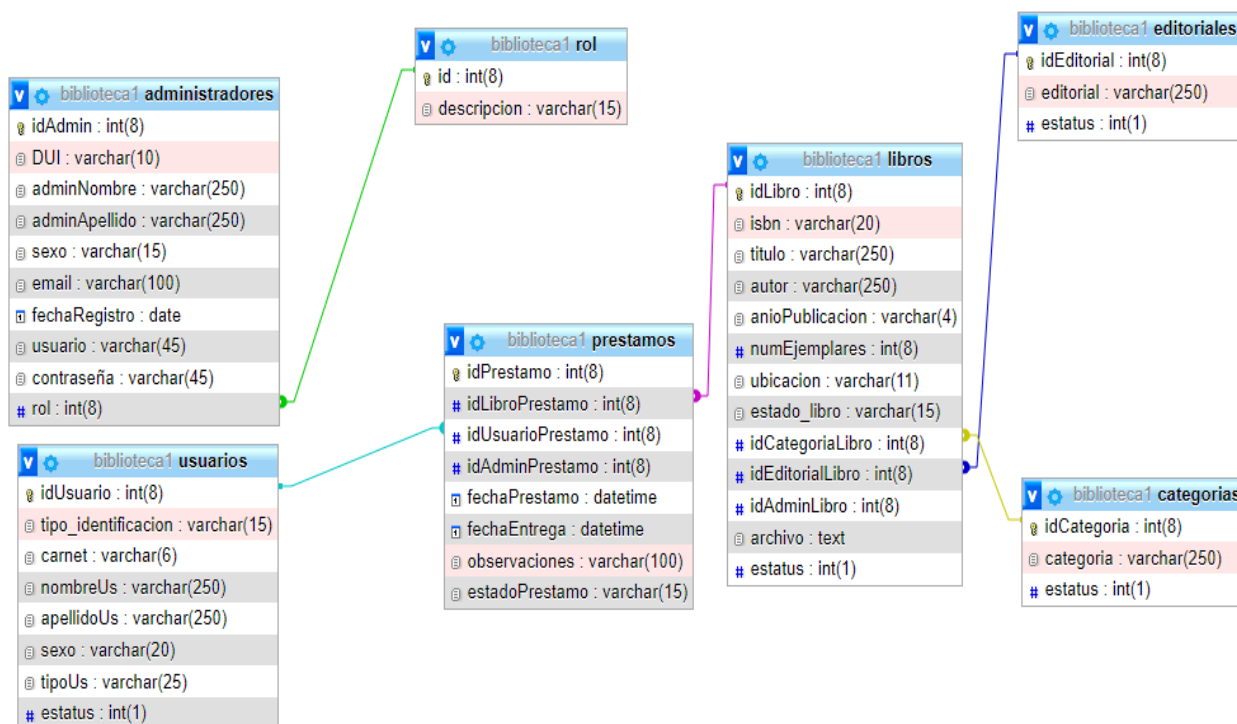 biblioteca1 administradores
idAdmin : int(8)
DUI : varchar(10)
adminNombre : varchar(250)
adminApellido : varchar(250)
sexo : varchar(15)
email : varchar(100)
fechaRegistro : date
usuario : varchar(45)
contraseña : varchar(45)
# rol : int(8)
biblioteca1 usuarios
idUsuario : int(8)
tipo_identificacion : varchar(15)
carnet : varchar(6)
nombreUs : varchar(250)
apellidoUs : varchar(250)
sexo : varchar(20)
tipoUs : varchar(25)
# estatus : int(1)
biblioteca1 rol
id : int(8)
descripcion : varchar(15)
biblioteca1 prestamos
idPrestamo : int(8)
# idLibroPrestamo : int(8)
# idUsuarioPrestamo : int(8)
# idAdminPrestamo : int(8)
fechaPrestamo : datetime
fechaEntrega : datetime
observaciones : varchar(100)
estadoPrestamo : varchar(15)
biblioteca1 libros
idLibro : int(8)
isbn : varchar(20)
titulo : varchar(250)
autor : varchar(250)
anioPublicacion : varchar(4)
# numEjemplares : int(8)
ubicacion : varchar(11)
estado_libro : varchar(15)
# idCategoriaLibro : int(8)
# idEditorialLibro : int(8)
# idAdminLibro : int(8)
archivo : text
# estatus : int(1)
biblioteca1 editoriales
idEditorial : int(8)
editorial : varchar(250)
# estatus : int(1)
biblioteca1 categorias
idCategoria : int(8)
categoria : varchar(250)
# estatus : int(1)